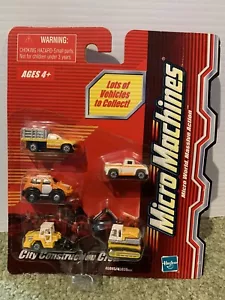 WARNING:
CHOKING HAZARD-Small parts.
Not for children under 3 years.
AGES 4+
Lots of
Vehicles
to Collect!
Micro Machines
Micro World. Massive Action
City Construction
Hasbro